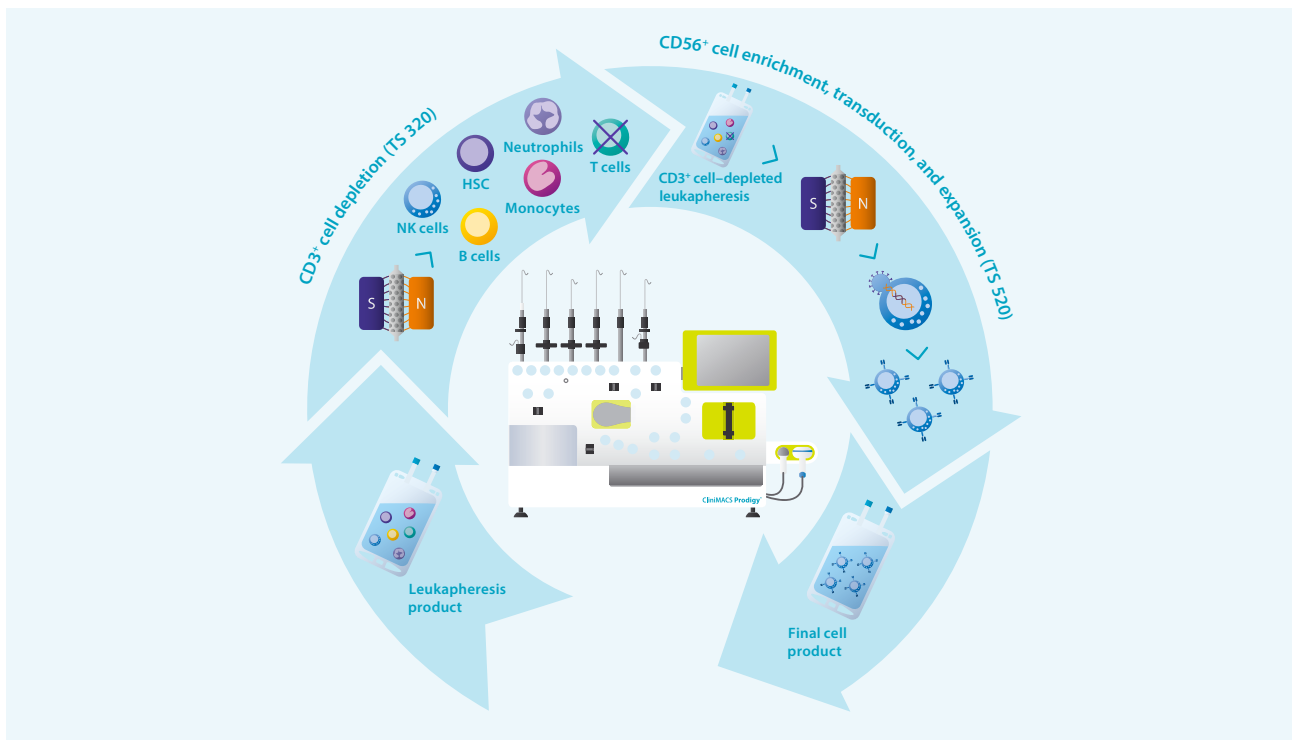 CD3⁺ cell depletion (TS 320)
CD56⁺ cell enrichment, transduction, and expansion (TS 520)
Neutrophils
T cells
HSC
Monocytes
NK cells
B cells
S
N
CD3⁺ cell–depleted
leukapheresis
S
N
CliniMACS Prodigy®
Leukapheresis
product
Final cell
product